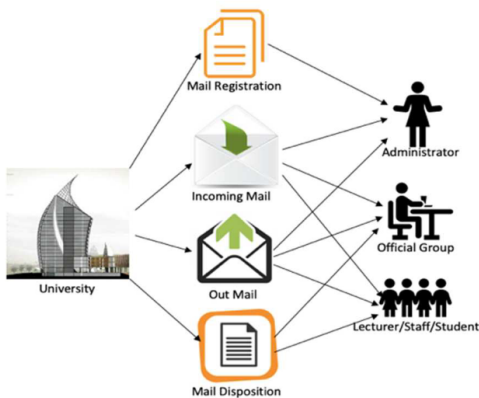 Mail Registration
Administrator
Incoming Mail
Official Group
University
Out Mail
Lecturer/Staff/Student
Mail Disposition